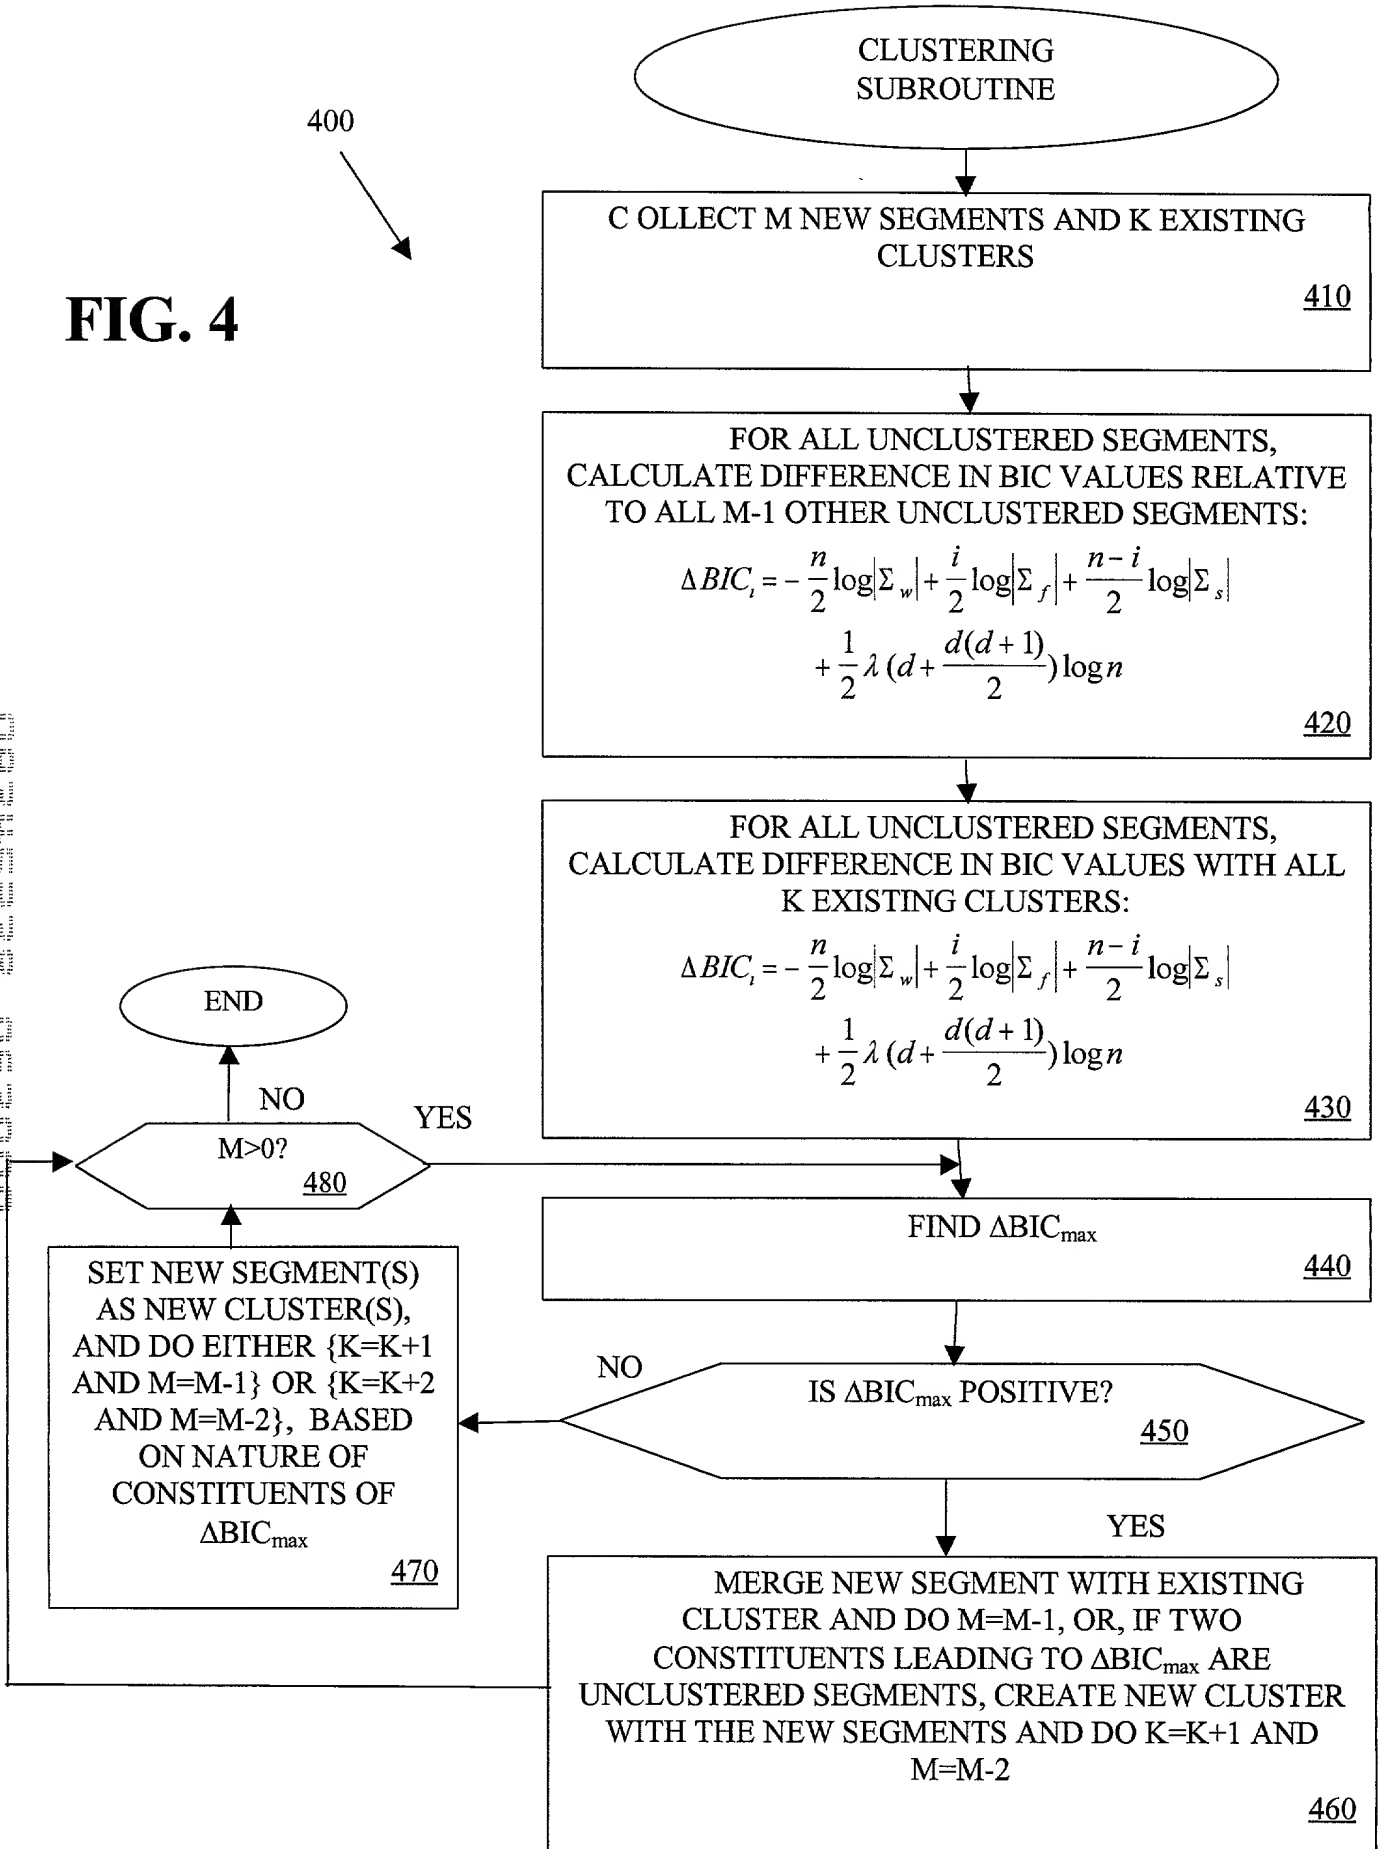 CLUSTERING
SUBROUTINE
400
C OLLECT M NEW SEGMENTS AND K EXISTING
CLUSTERS
410
FIG. 4
FOR ALL UNCLUSTERED SEGMENTS,
CALCULATE DIFFERENCE IN BIC VALUES RELATIVE
TO ALL M-1 OTHER UNCLUSTERED SEGMENTS:
ΔBIC_i = - n/2 log|Σ_w| + i/2 log|Σ_f| + n-i/2 log|Σ_s|
+ 1/2 λ (d + d(d+1)/2) log n
420
FOR ALL UNCLUSTERED SEGMENTS,
CALCULATE DIFFERENCE IN BIC VALUES WITH ALL
K EXISTING CLUSTERS:
ΔBIC_i = - n/2 log|Σ_w| + i/2 log|Σ_f| + n-i/2 log|Σ_s|
+ 1/2 λ (d + d(d+1)/2) log n
430
END
NO
YES
M>0?
480
FIND ΔBICmax
440
SET NEW SEGMENT(S)
AS NEW CLUSTER(S),
AND DO EITHER {K=K+1
AND M=M-1} OR {K=K+2
AND M=M-2}, BASED
ON NATURE OF
CONSTITUENTS OF
ΔBICmax
470
NO
IS ΔBICmax POSITIVE?
450
YES
MERGE NEW SEGMENT WITH EXISTING
CLUSTER AND DO M=M-1, OR, IF TWO
CONSTITUENTS LEADING TO ΔBICmax ARE
UNCLUSTERED SEGMENTS, CREATE NEW CLUSTER
WITH THE NEW SEGMENTS AND DO K=K+1 AND
M=M-2
460